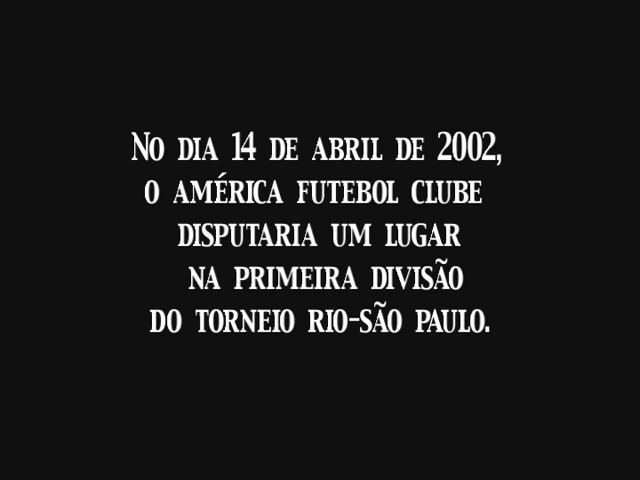 No dia 14 de abril de 2002,
o américa futebol clube
disputaria um lugar
na primeira divisão
do torneio rio-são paulo.